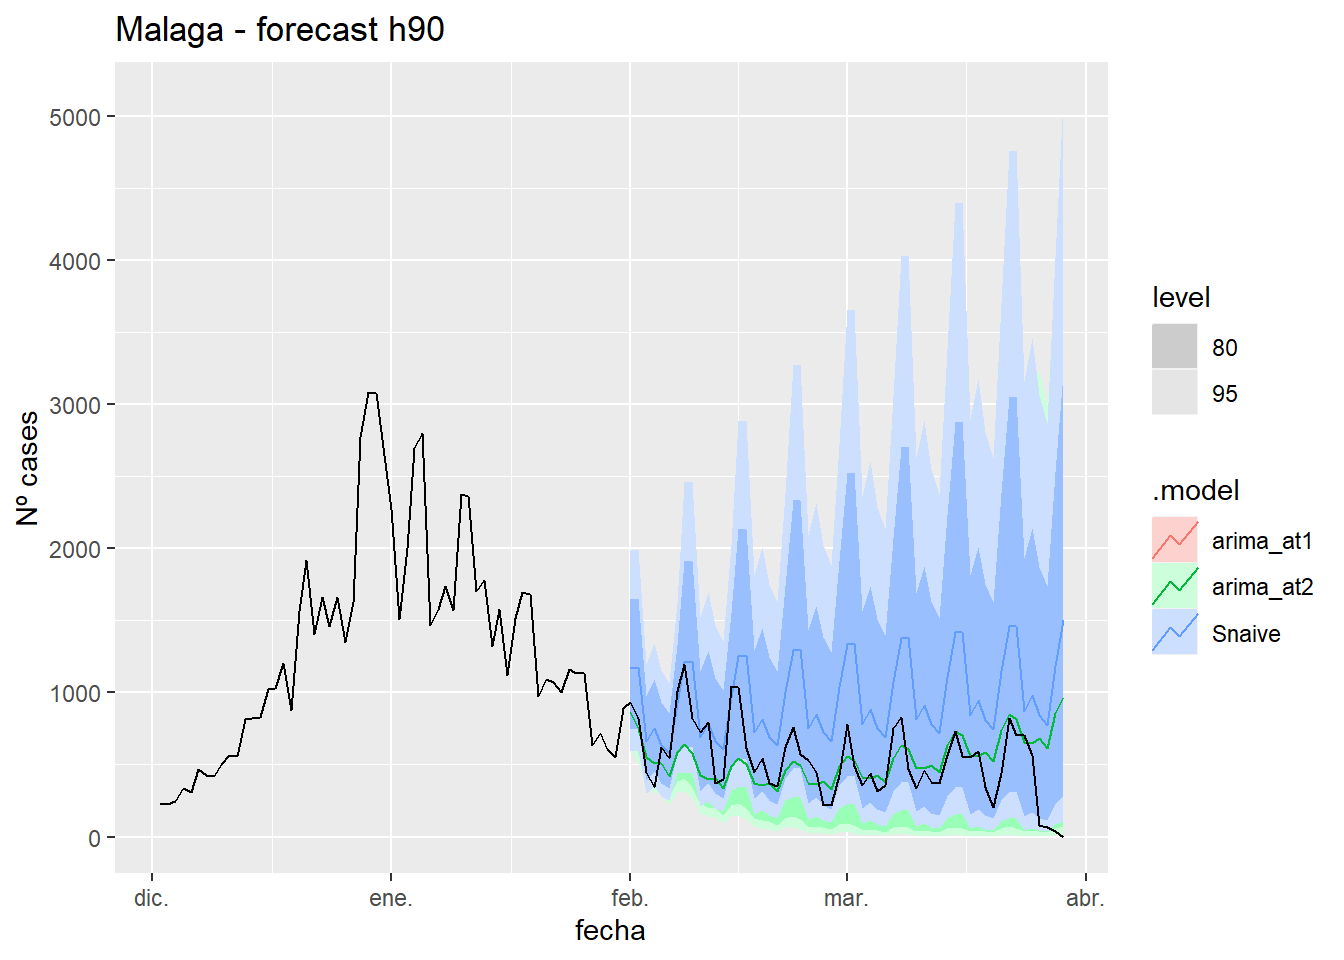 Malaga - forecast h90
5000
4000
3000
2000
1000
0
Nº cases
dic.
ene.
feb.
mar.
abr.
fecha
level
80
95
.model
arima_at1
arima_at2
Snaive